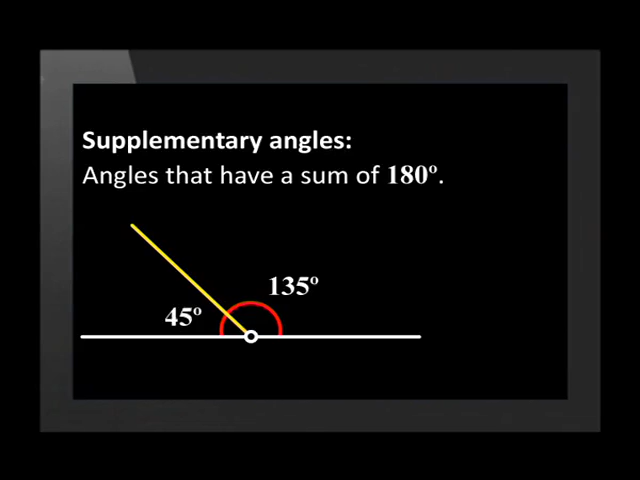 Supplementary angles:
Angles that have a sum of 180º.
135º
45º